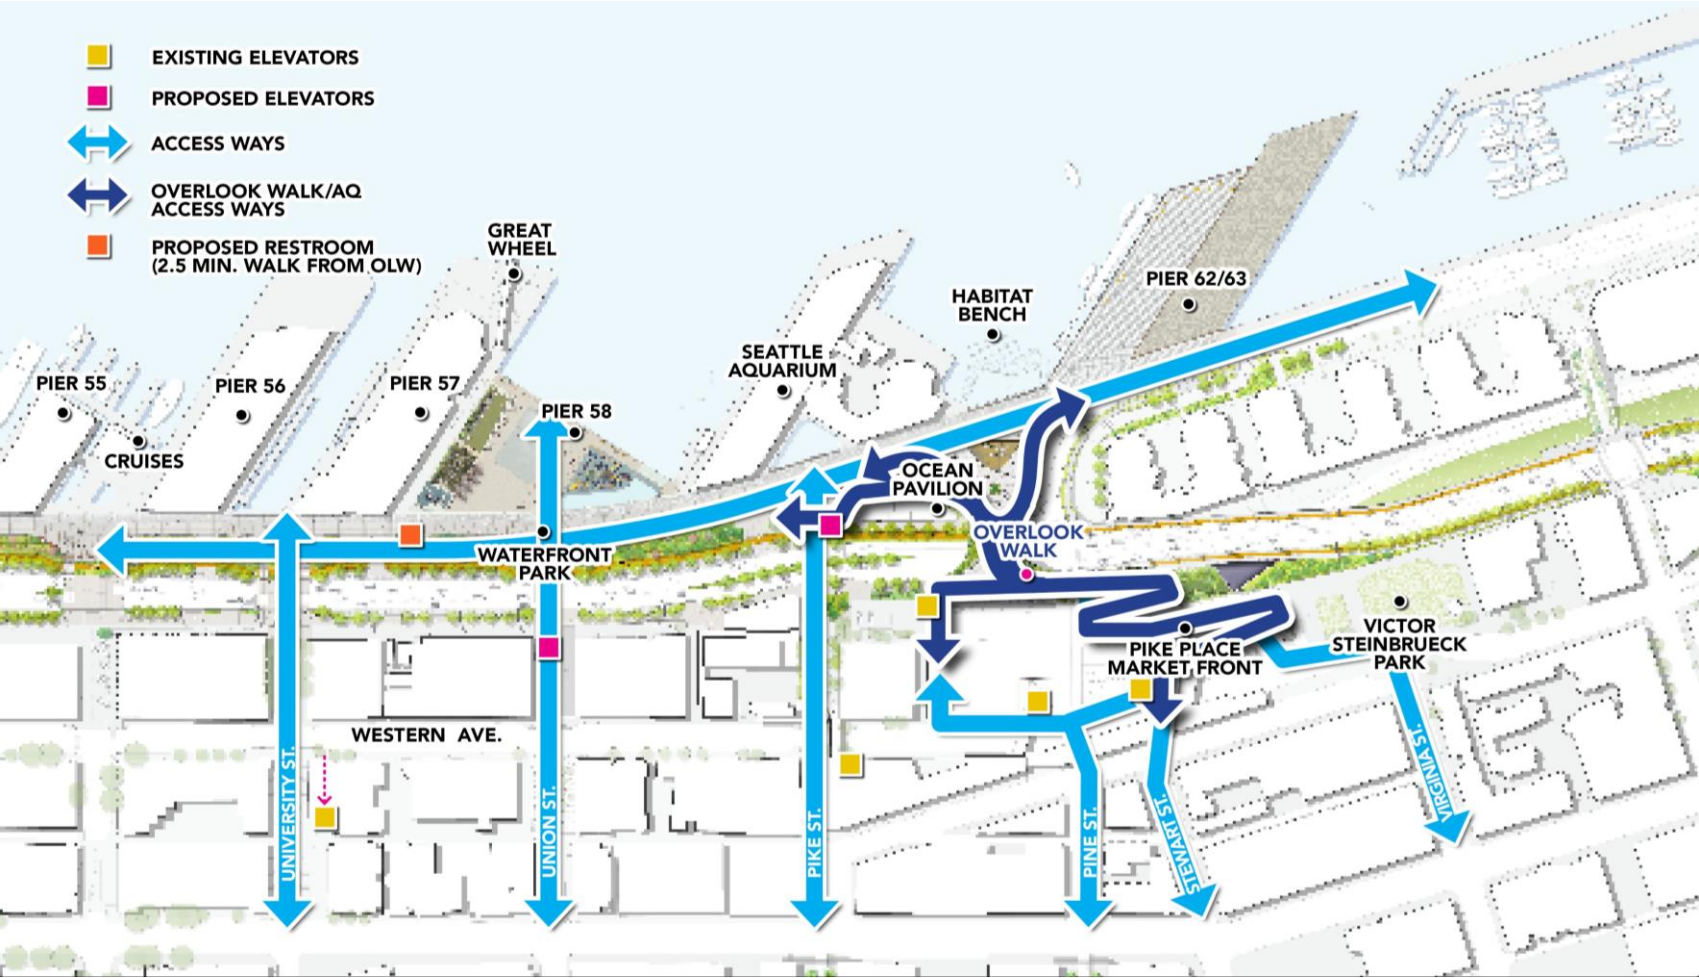 EXISTING ELEVATORS
PROPOSED ELEVATORS
ACCESS WAYS
OVERLOOK WALK/AQ
ACCESS WAYS
PROPOSED RESTROOM
(2.5 MIN. WALK FROM OLW)
GREAT
WHEEL
PIER 62/63
HABITAT
BENCH
SEATTLE
AQUARIUM
PIER 55
PIER 56
PIER 57
PIER 58
CRUISES
OCEAN
PAVILION
OVERLOOK
WALK
WATERFRONT
PARK
VICTOR
STEINBRUECK
PARK
PIKE PLACE
MARKET FRONT
WESTERN AVE.
UNIVERSITY ST.
UNION ST.
PIKE ST.
PINE ST.
STEWART ST.
VIRGINIA ST.